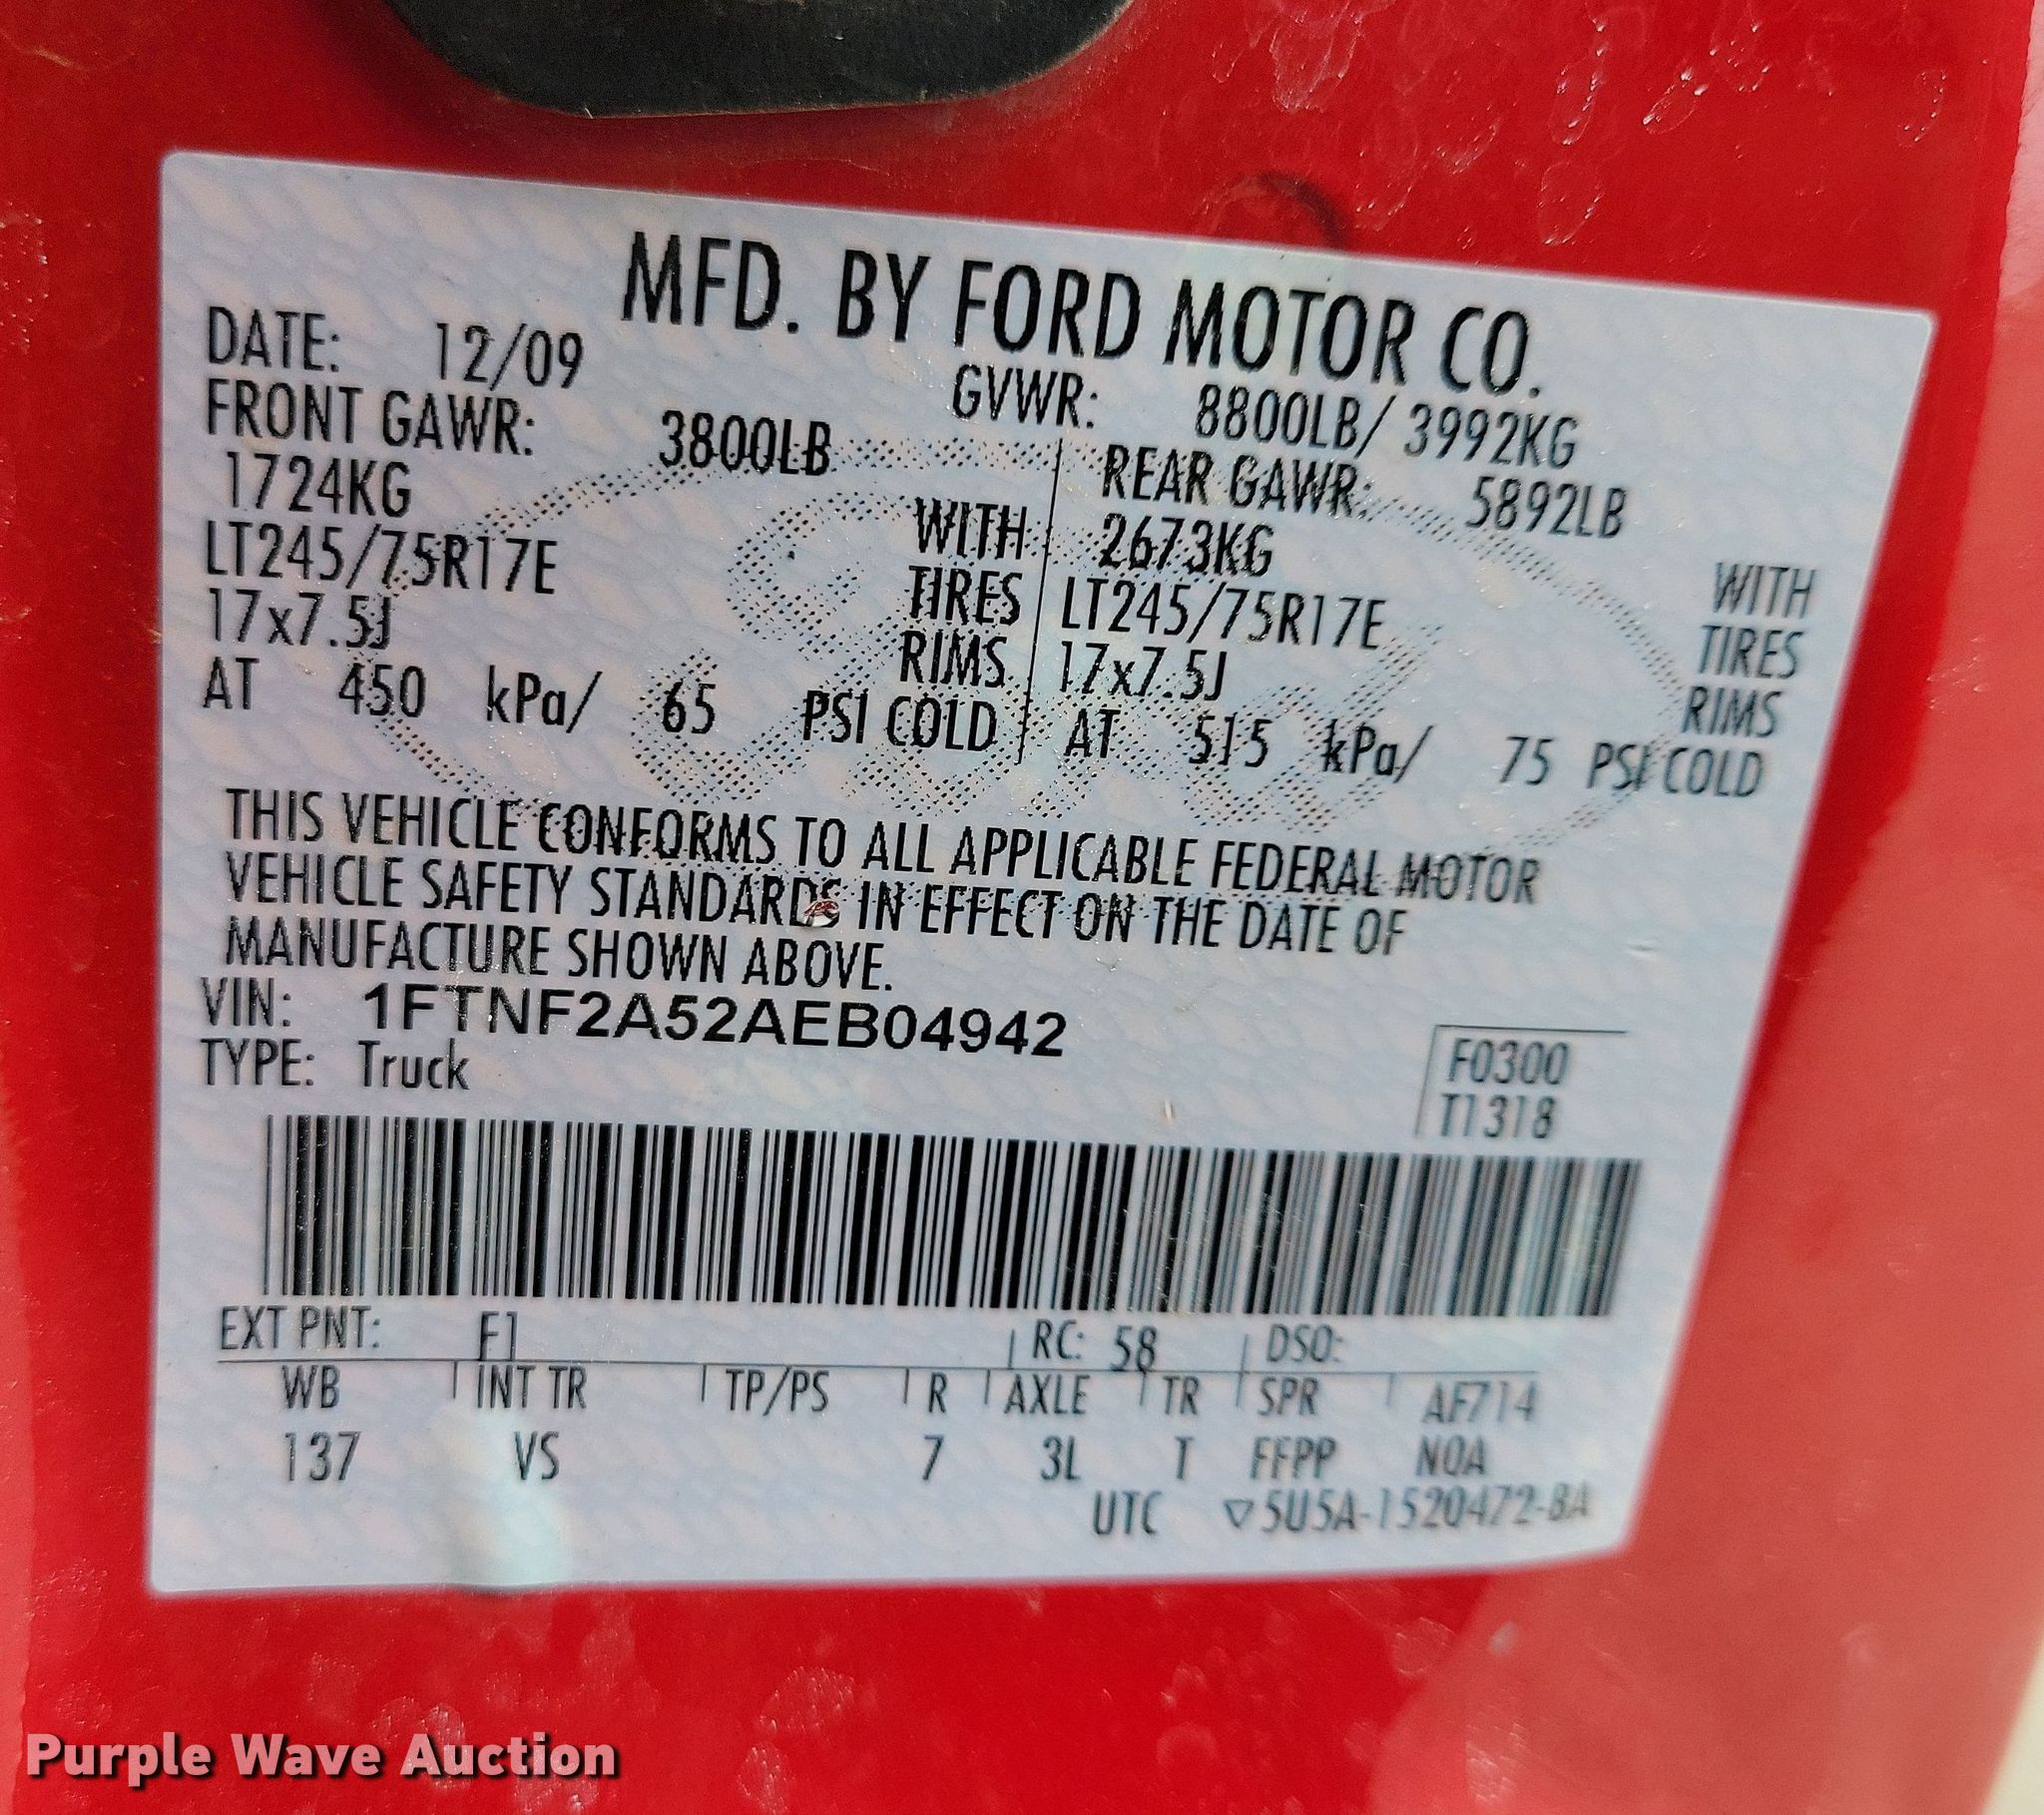 MFD. BY FORD MOTOR CO.
DATE: 12/09 GVWR: 8800LB/ 3992KG
FRONT GAWR: 3800LB REAR GAWR: 5892LB
1724KG WITH 2673KG WITH
LT245/75R17E TIRES LT245/75R17E TIRES
17x7.5J RIMS 17x7.5J RIMS
AT 450 kPa/ 65 PSI COLD AT 515 kPa/ 75 PSI COLD
THIS VEHICLE CONFORMS TO ALL APPLICABLE FEDERAL MOTOR
VEHICLE SAFETY STANDARDS IN EFFECT ON THE DATE OF
MANUFACTURE SHOWN ABOVE.
VIN: 1FTNF2A52AEB04942
TYPE: Truck
F0300
T1318
EXT PNT: F1 RC: 58 DSO:
WB INT TR TP/PS R AXLE TR SPR AF714
137 VS 7 3L T FFPP NQA
UTC ▽5U5A-1520472-BA
Purple Wave Auction